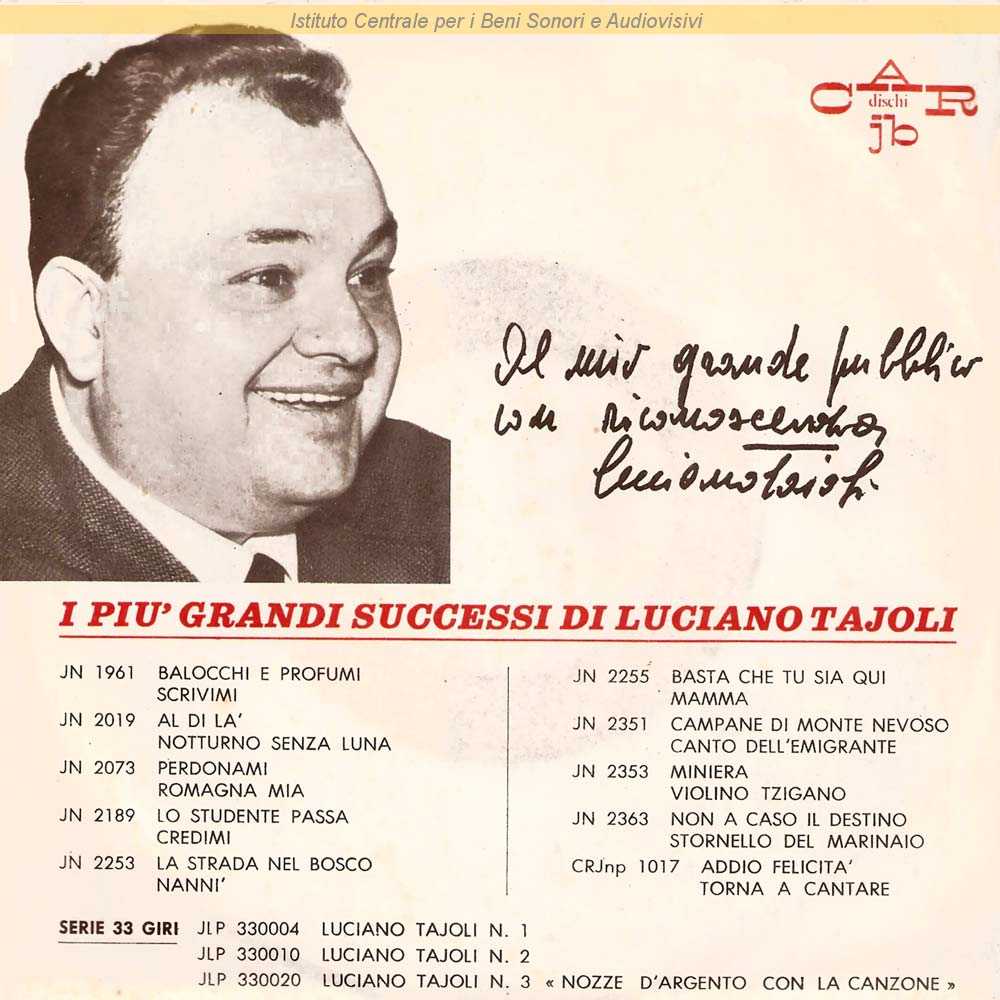 Istituto Centrale per i Beni Sonori e Audiovisivi
CAR
dischi
jb
Al mio grande pubblico
con riconoscenza
Luciano Tajoli
I PIU' GRANDI SUCCESSI DI LUCIANO TAJOLI
JN 1961 BALOCCHI E PROFUMI
SCRIVIMI
JN 2019 AL DI LA'
NOTTURNO SENZA LUNA
JN 2073 PERDONAMI
ROMAGNA MIA
JN 2189 LO STUDENTE PASSA
CREDIMI
JN 2253 LA STRADA NEL BOSCO
NANNI'
JN 2255 BASTA CHE TU SIA QUI
MAMMA
JN 2351 CAMPANE DI MONTE NEVOSO
CANTO DELL'EMIGRANTE
JN 2353 MINIERA
VIOLINO TZIGANO
JN 2363 NON A CASO IL DESTINO
STORNELLO DEL MARINAIO
CRJnp 1017 ADDIO FELICITA'
TORNA A CANTARE
SERIE 33 GIRI JLP 330004 LUCIANO TAJOLI N. 1
JLP 330010 LUCIANO TAJOLI N. 2
JLP 330020 LUCIANO TAJOLI N. 3 « NOZZE D'ARGENTO CON LA CANZONE »